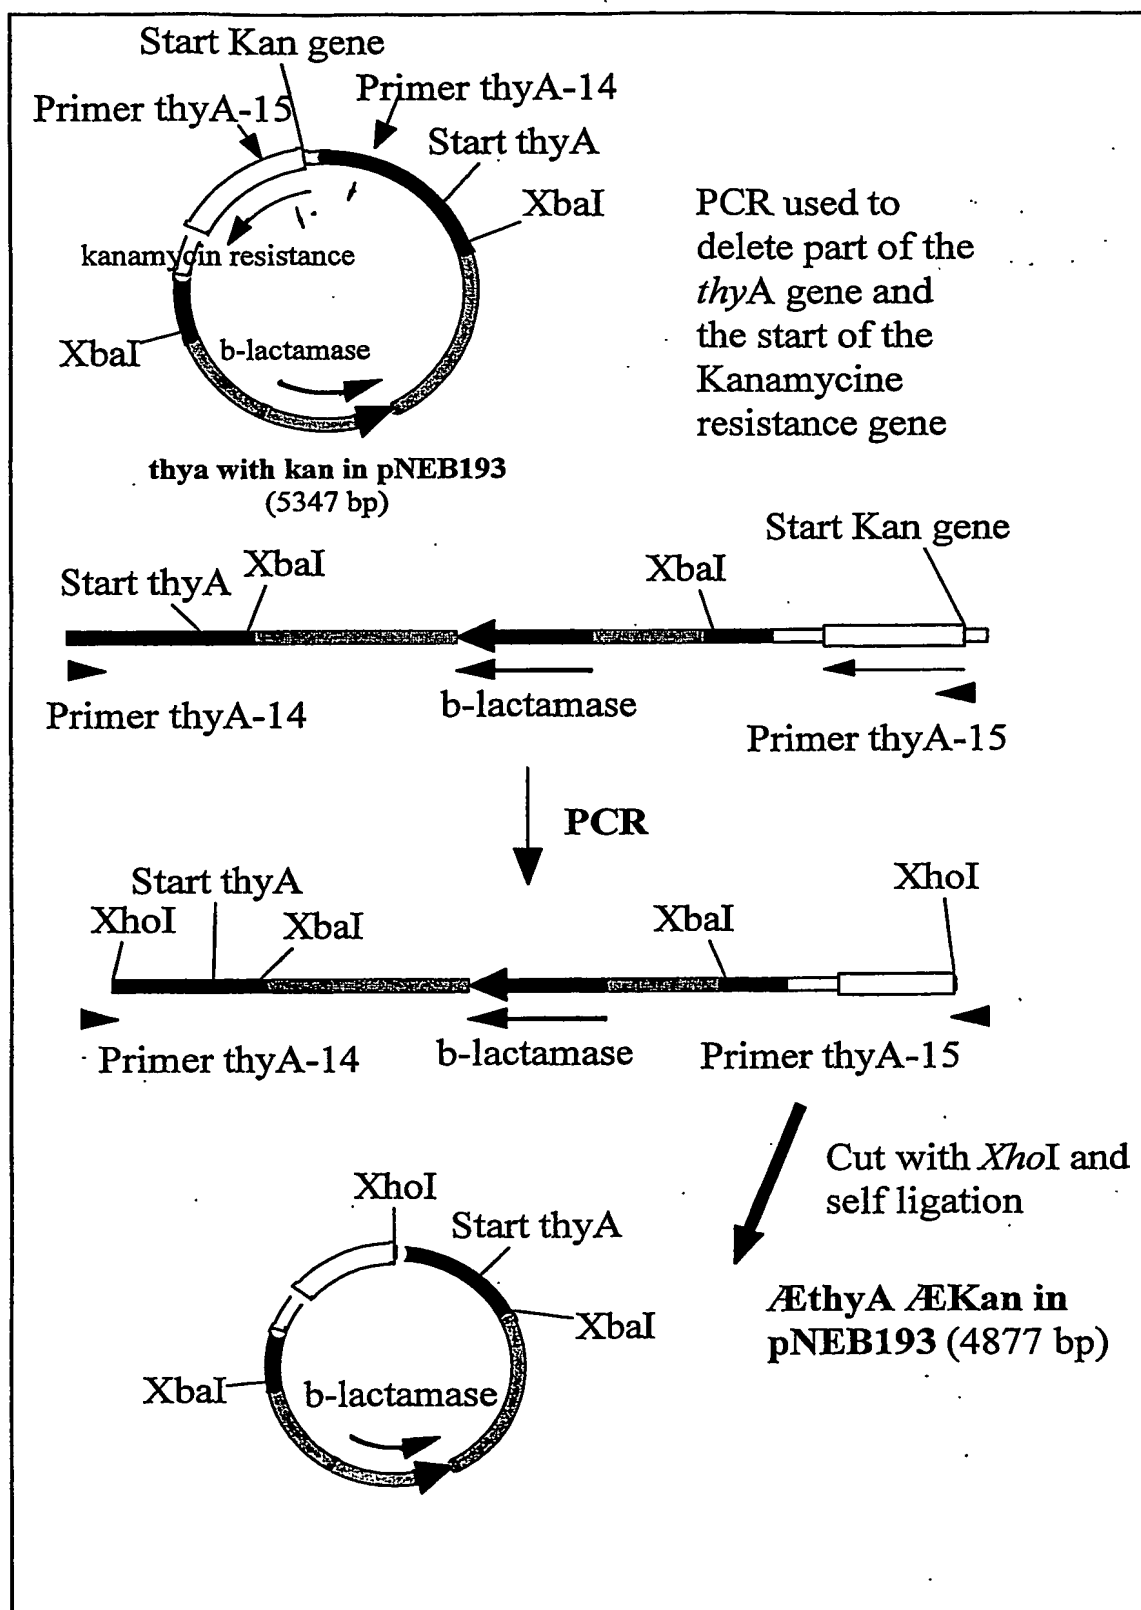 Start Kan gene
Primer thyA-15
Primer thyA-14
Start thyA
XbaI
kanamycin resistance
XbaI
b-lactamase
thya with kan in pNEB193
(5347 bp)
PCR used to
delete part of the
thyA gene and
the start of the
Kanamycine
resistance gene
Start Kan gene
Start thyA
XbaI
XbaI
Primer thyA-14
b-lactamase
Primer thyA-15
PCR
Start thyA
XhoI
XhoI
XbaI
XbaI
Primer thyA-14
b-lactamase
Primer thyA-15
Cut with XhoI and
self ligation
XhoI
Start thyA
XbaI
XbaI
b-lactamase
ÆthyA ÆKan in
pNEB193 (4877 bp)